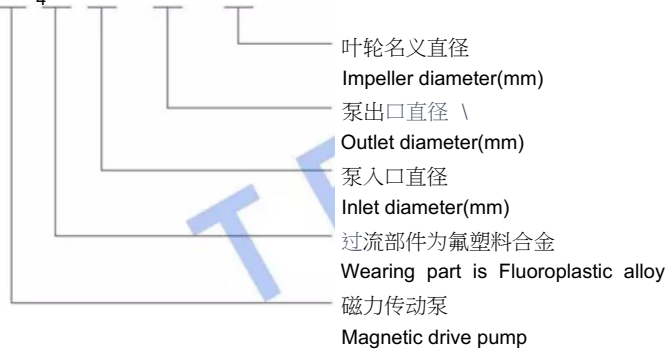 4
叶轮名义直径
Impeller diameter(mm)
泵出口直径 \
Outlet diameter(mm)
泵入口直径
Inlet diameter(mm)
过流部件为氟塑料合金
Wearing part is Fluoroplastic alloy
磁力传动泵
Magnetic drive pump